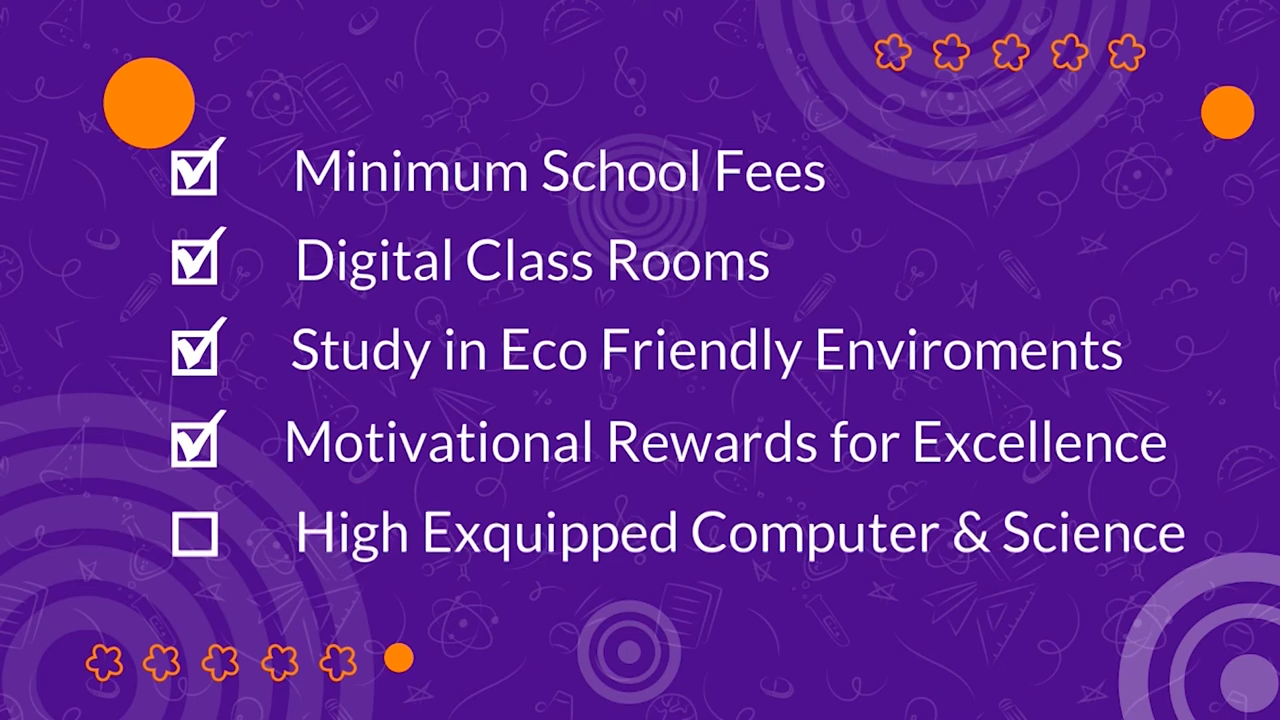 Minimum School Fees
Digital Class Rooms
Study in Eco Friendly Enviroments
Motivational Rewards for Excellence
High Exquipped Computer & Science